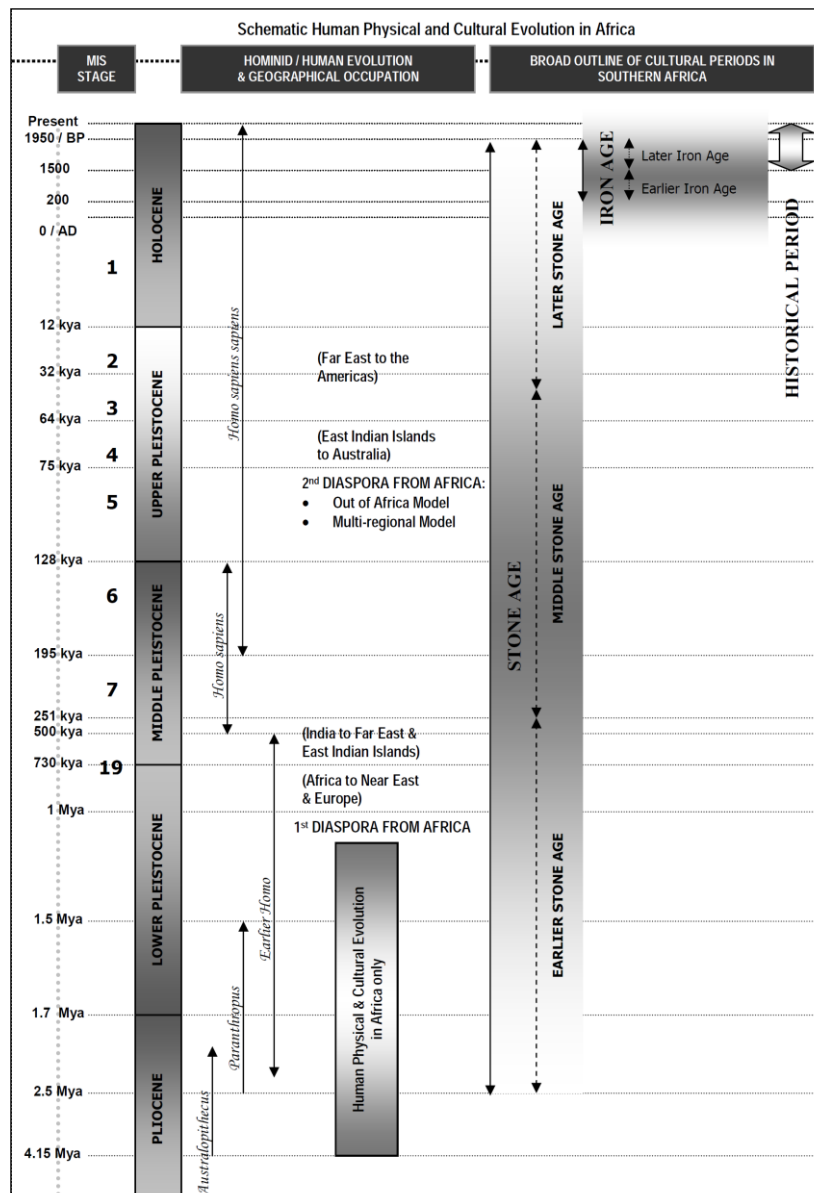 Schematic Human Physical and Cultural Evolution in Africa
MIS
STAGE
HOMINID / HUMAN EVOLUTION
& GEOGRAPHICAL OCCUPATION
BROAD OUTLINE OF CULTURAL PERIODS IN
SOUTHERN AFRICA
Present
1950 / BP
1500
200
0 / AD
12 kya
32 kya
64 kya
75 kya
128 kya
195 kya
251 kya
500 kya
730 kya
1 Mya
1.5 Mya
1.7 Mya
2.5 Mya
4.15 Mya
1
2
3
4
5
6
7
19
HOLOCENE
UPPER PLEISTOCENE
MIDDLE PLEISTOCENE
LOWER PLEISTOCENE
PLIOCENE
Homo sapiens sapiens
Homo sapiens
Earlier Homo
Paranthropus
Australopithecus
(Far East to the
Americas)
(East Indian Islands
to Australia)
2nd DIASPORA FROM AFRICA:
• Out of Africa Model
• Multi-regional Model
(India to Far East &
East Indian Islands)
(Africa to Near East
& Europe)
1st DIASPORA FROM AFRICA
Human Physical & Cultural Evolution
in Africa only
STONE AGE
LATER STONE AGE
MIDDLE STONE AGE
EARLIER STONE AGE
IRON AGE
Later Iron Age
Earlier Iron Age
HISTORICAL PERIOD